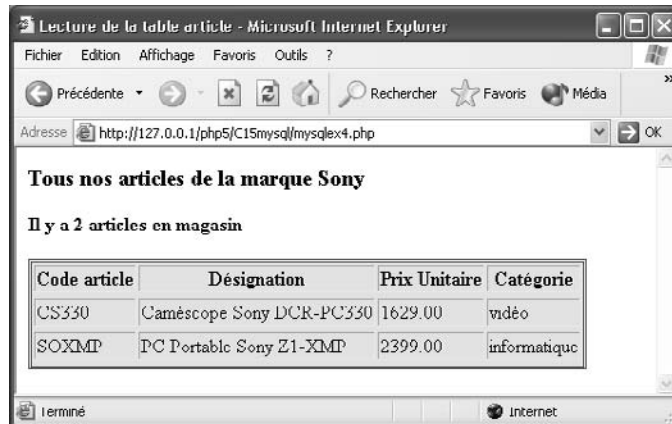 Lecture de la table article - Microsoft Internet Explorer
Fichier Edition Affichage Favoris Outils ?
Précédente Rechercher Favoris Média »
Adresse http://127.0.0.1/php5/C15mysql/mysqlex4.php OK
Tous nos articles de la marque Sony
Il y a 2 articles en magasin
Code article Désignation Prix Unitaire Catégorie
CS330 Caméscope Sony DCR-PC330 1629.00 vidéo
SOXMP PC Portable Sony Z1-XMP 2399.00 informatique
Terminé Internet